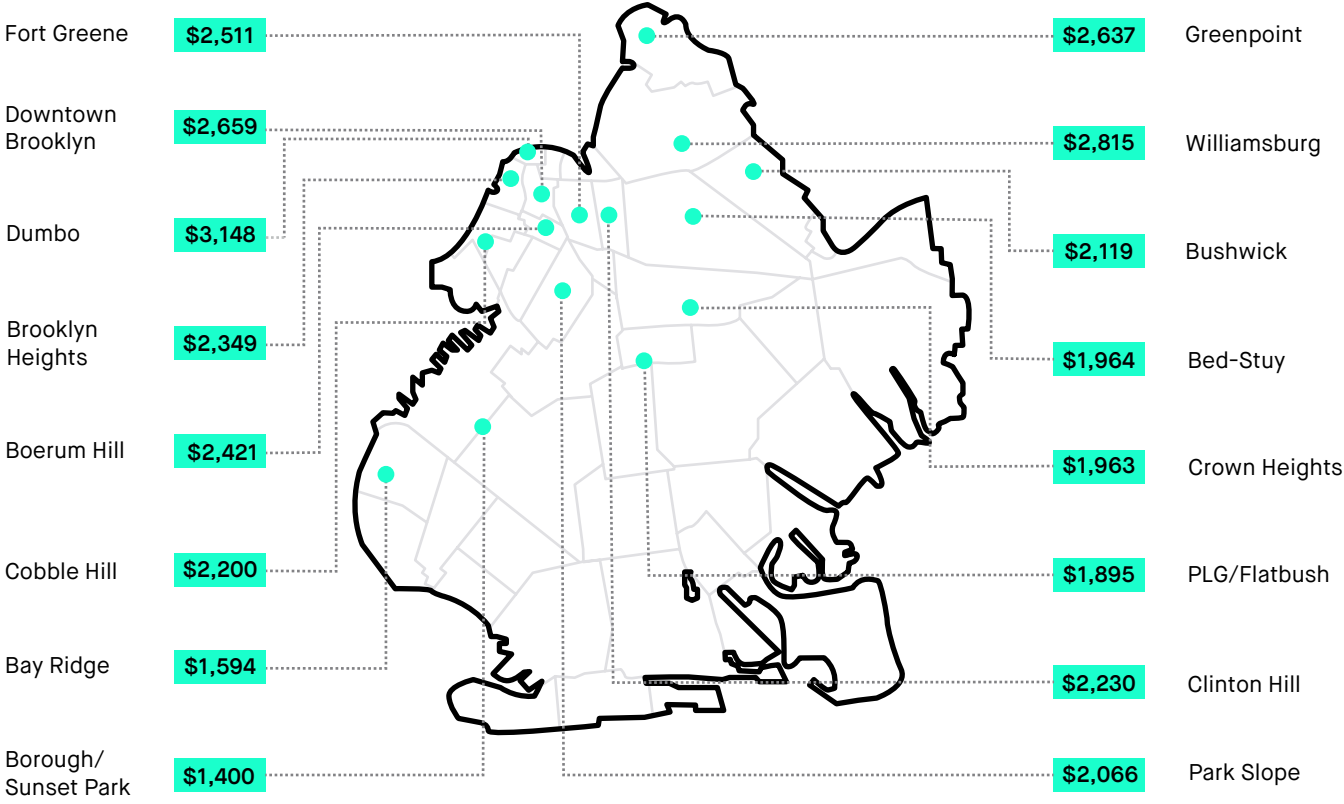 Fort Greene
$2,511
Downtown
Brooklyn
$2,659
Dumbo
$3,148
Brooklyn
Heights
$2,349
Boerum Hill
$2,421
Cobble Hill
$2,200
Bay Ridge
$1,594
Borough/
Sunset Park
$1,400
$2,637
Greenpoint
$2,815
Williamsburg
$2,119
Bushwick
$1,964
Bed-Stuy
$1,963
Crown Heights
$1,895
PLG/Flatbush
$2,230
Clinton Hill
$2,066
Park Slope